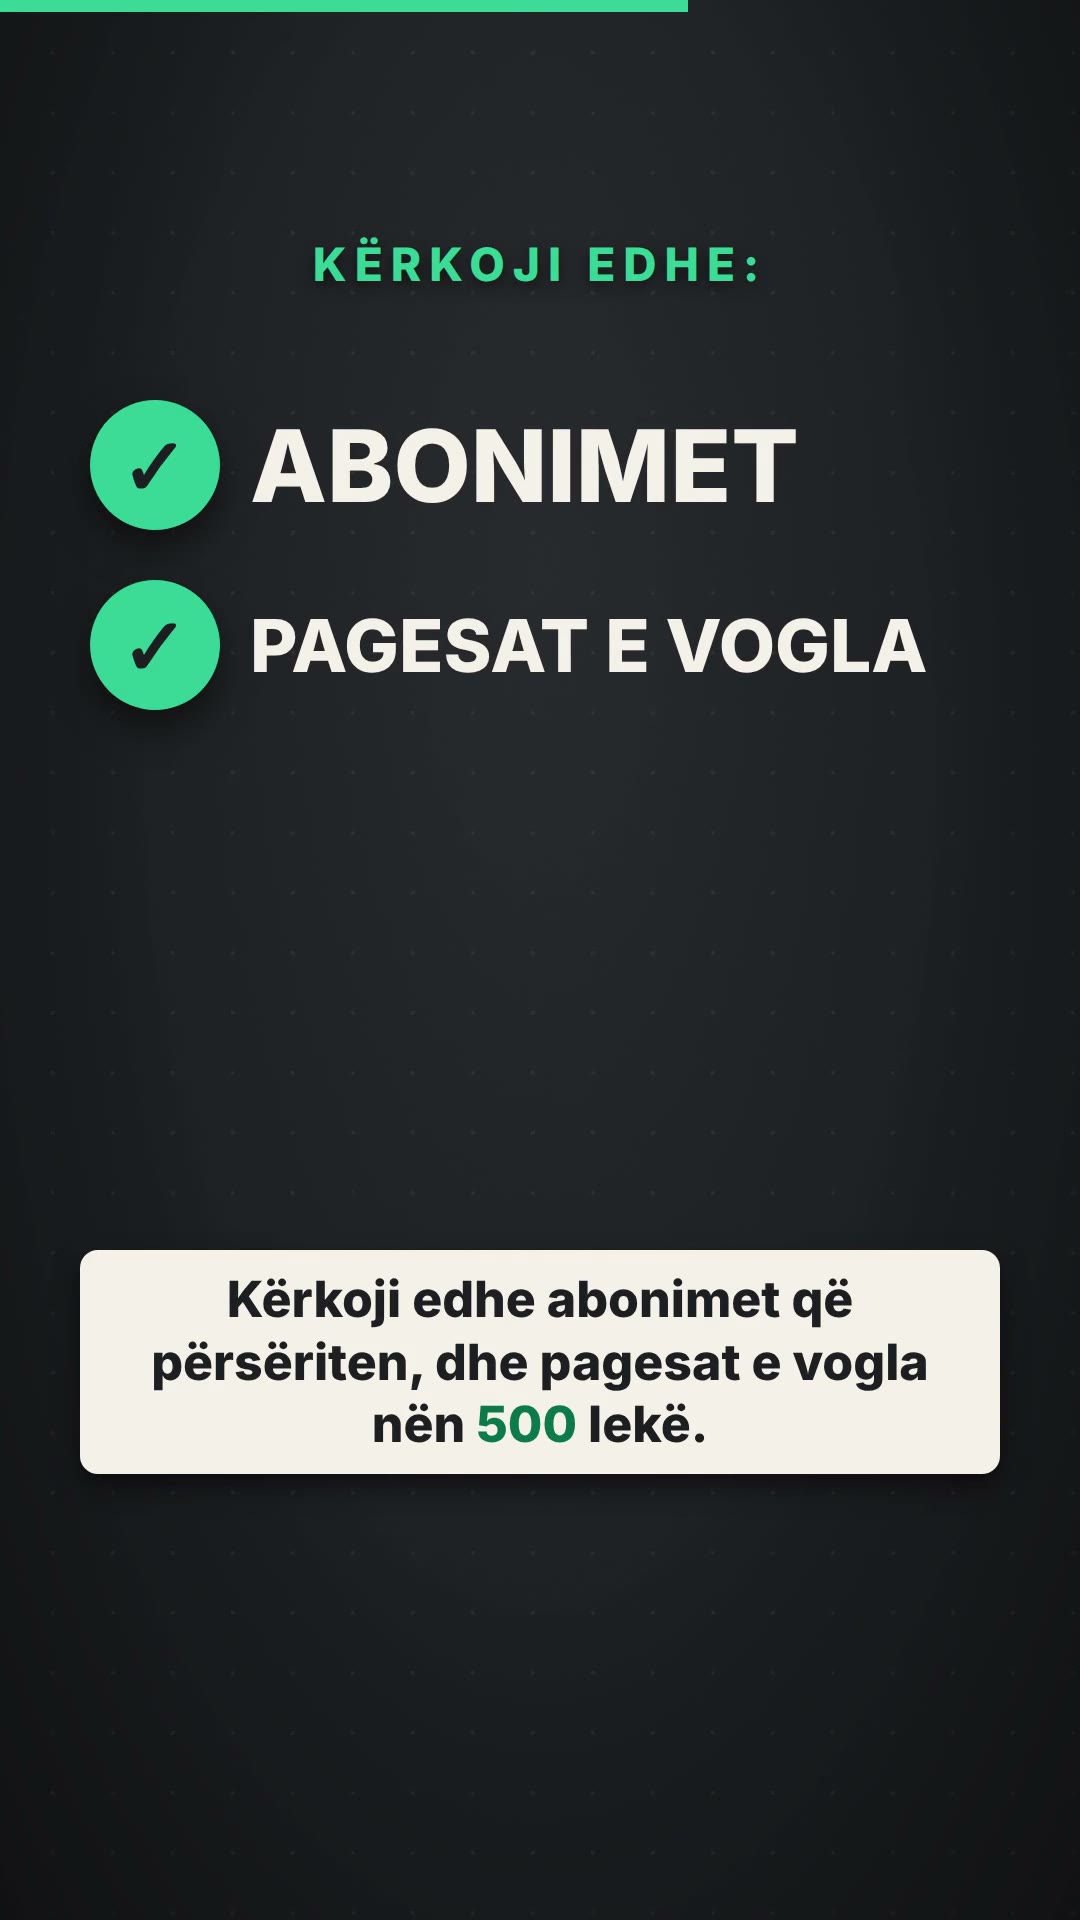 KËRKOJI EDHE:
✓ ABONIMET
✓ PAGESAT E VOGLA
Kërkoji edhe abonimet që
përsëriten, dhe pagesat e vogla
nën 500 lekë.